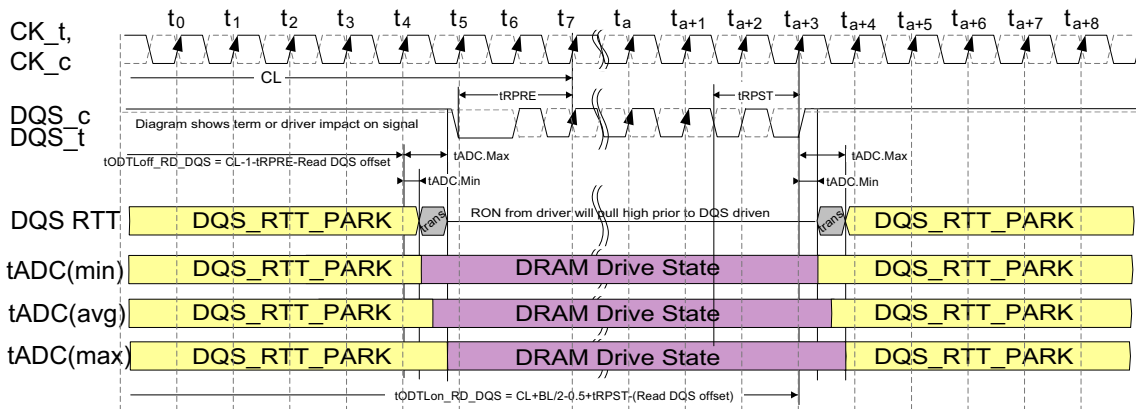 t0 t1 t2 t3 t4 t5 t6 t7 ta ta+1 ta+2 ta+3 ta+4 ta+5 ta+6 ta+7 ta+8
CK_t,
CK_c
CL
tRPRE tRPST
DQS_c
DQS_t
Diagram shows term or driver impact on signal
tODTLoff_RD_DQS = CL-1-tRPRE-Read DQS offset
tADC.Max tADC.Max
tADC.Min tADC.Min
DQS RTT DQS_RTT_PARK trans RON from driver will pull high prior to DQS driven trans DQS_RTT_PARK
tADC(min) DQS_RTT_PARK DRAM Drive State DQS_RTT_PARK
tADC(avg) DQS_RTT_PARK DRAM Drive State DQS_RTT_PARK
tADC(max) DQS_RTT_PARK DRAM Drive State DQS_RTT_PARK
tODTLon_RD_DQS = CL+BL/2-0.5+tRPST-(Read DQS offset)